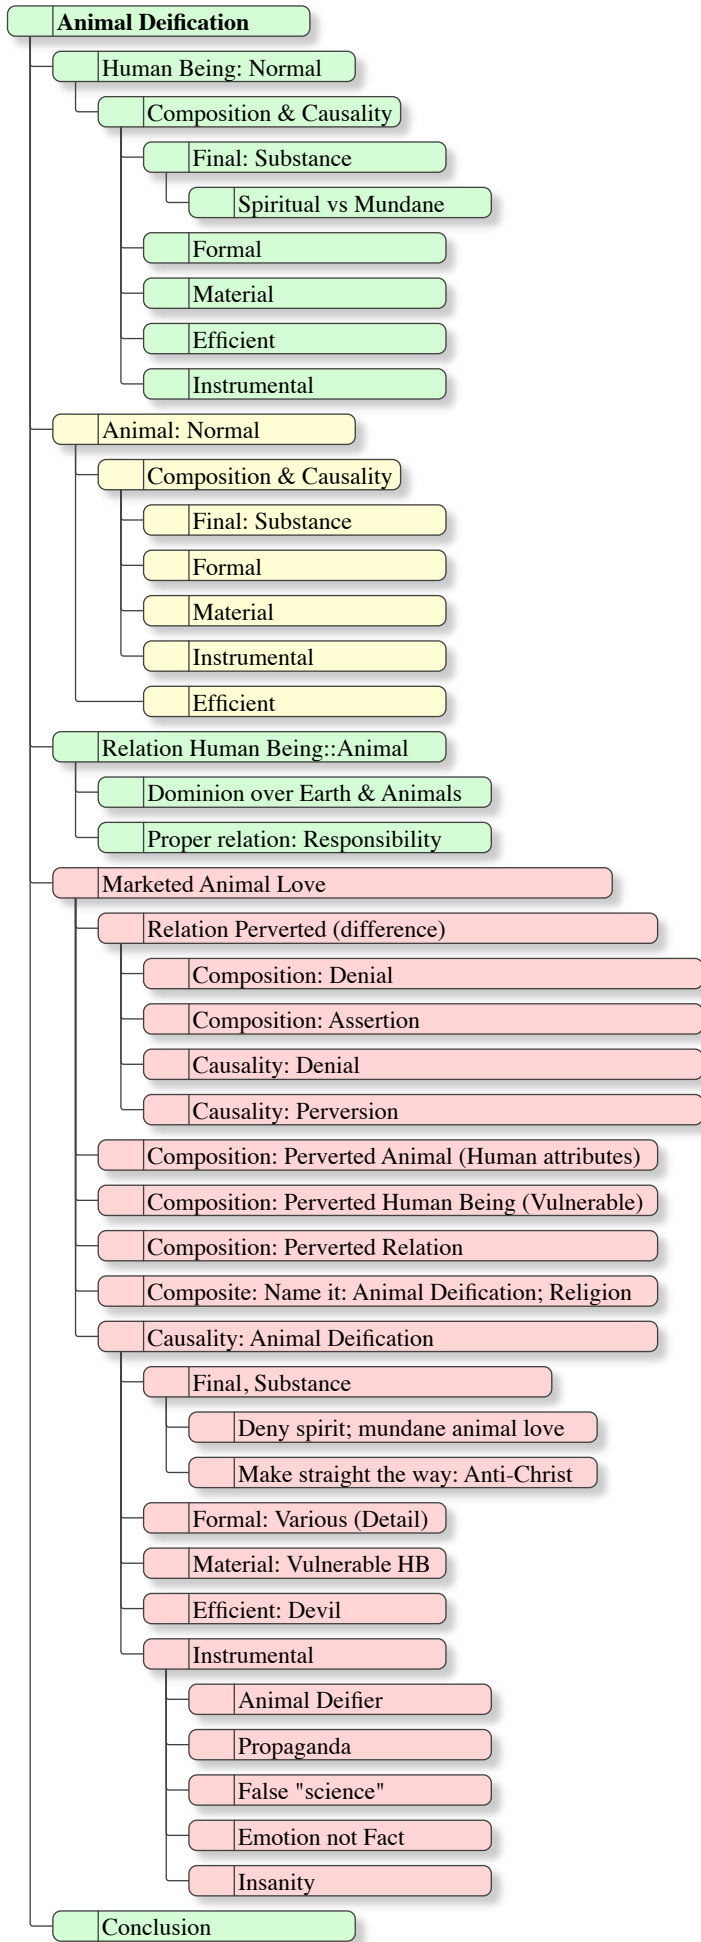 Animal Deification
Human Being: Normal
Composition & Causality
Final: Substance
Spiritual vs Mundane
Formal
Material
Efficient
Instrumental
Animal: Normal
Composition & Causality
Final: Substance
Formal
Material
Instrumental
Efficient
Relation Human Being::Animal
Dominion over Earth & Animals
Proper relation: Responsibility
Marketed Animal Love
Relation Perverted (difference)
Composition: Denial
Composition: Assertion
Causality: Denial
Causality: Perversion
Composition: Perverted Animal (Human attributes)
Composition: Perverted Human Being (Vulnerable)
Composition: Perverted Relation
Composite: Name it: Animal Deification; Religion
Causality: Animal Deification
Final, Substance
Deny spirit; mundane animal love
Make straight the way: Anti-Christ
Formal: Various (Detail)
Material: Vulnerable HB
Efficient: Devil
Instrumental
Animal Deifier
Propaganda
False "science"
Emotion not Fact
Insanity
Conclusion